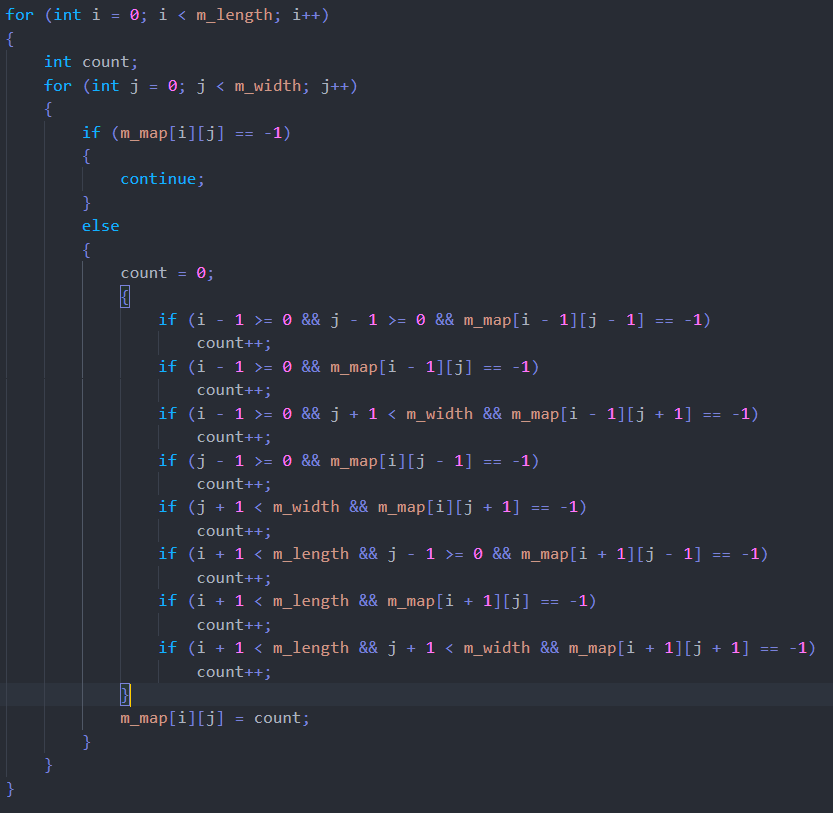 for (int i = 0; i < m_length; i++)
{
    int count;
    for (int j = 0; j < m_width; j++)
    {
        if (m_map[i][j] == -1)
        {
            continue;
        }
        else
        {
            count = 0;
            {
                if (i - 1 >= 0 && j - 1 >= 0 && m_map[i - 1][j - 1] == -1)
                    count++;
                if (i - 1 >= 0 && m_map[i - 1][j] == -1)
                    count++;
                if (i - 1 >= 0 && j + 1 < m_width && m_map[i - 1][j + 1] == -1)
                    count++;
                if (j - 1 >= 0 && m_map[i][j - 1] == -1)
                    count++;
                if (j + 1 < m_width && m_map[i][j + 1] == -1)
                    count++;
                if (i + 1 < m_length && j - 1 >= 0 && m_map[i + 1][j - 1] == -1)
                    count++;
                if (i + 1 < m_length && m_map[i + 1][j] == -1)
                    count++;
                if (i + 1 < m_length && j + 1 < m_width && m_map[i + 1][j + 1] == -1)
                    count++;
            }
            m_map[i][j] = count;
        }
    }
}